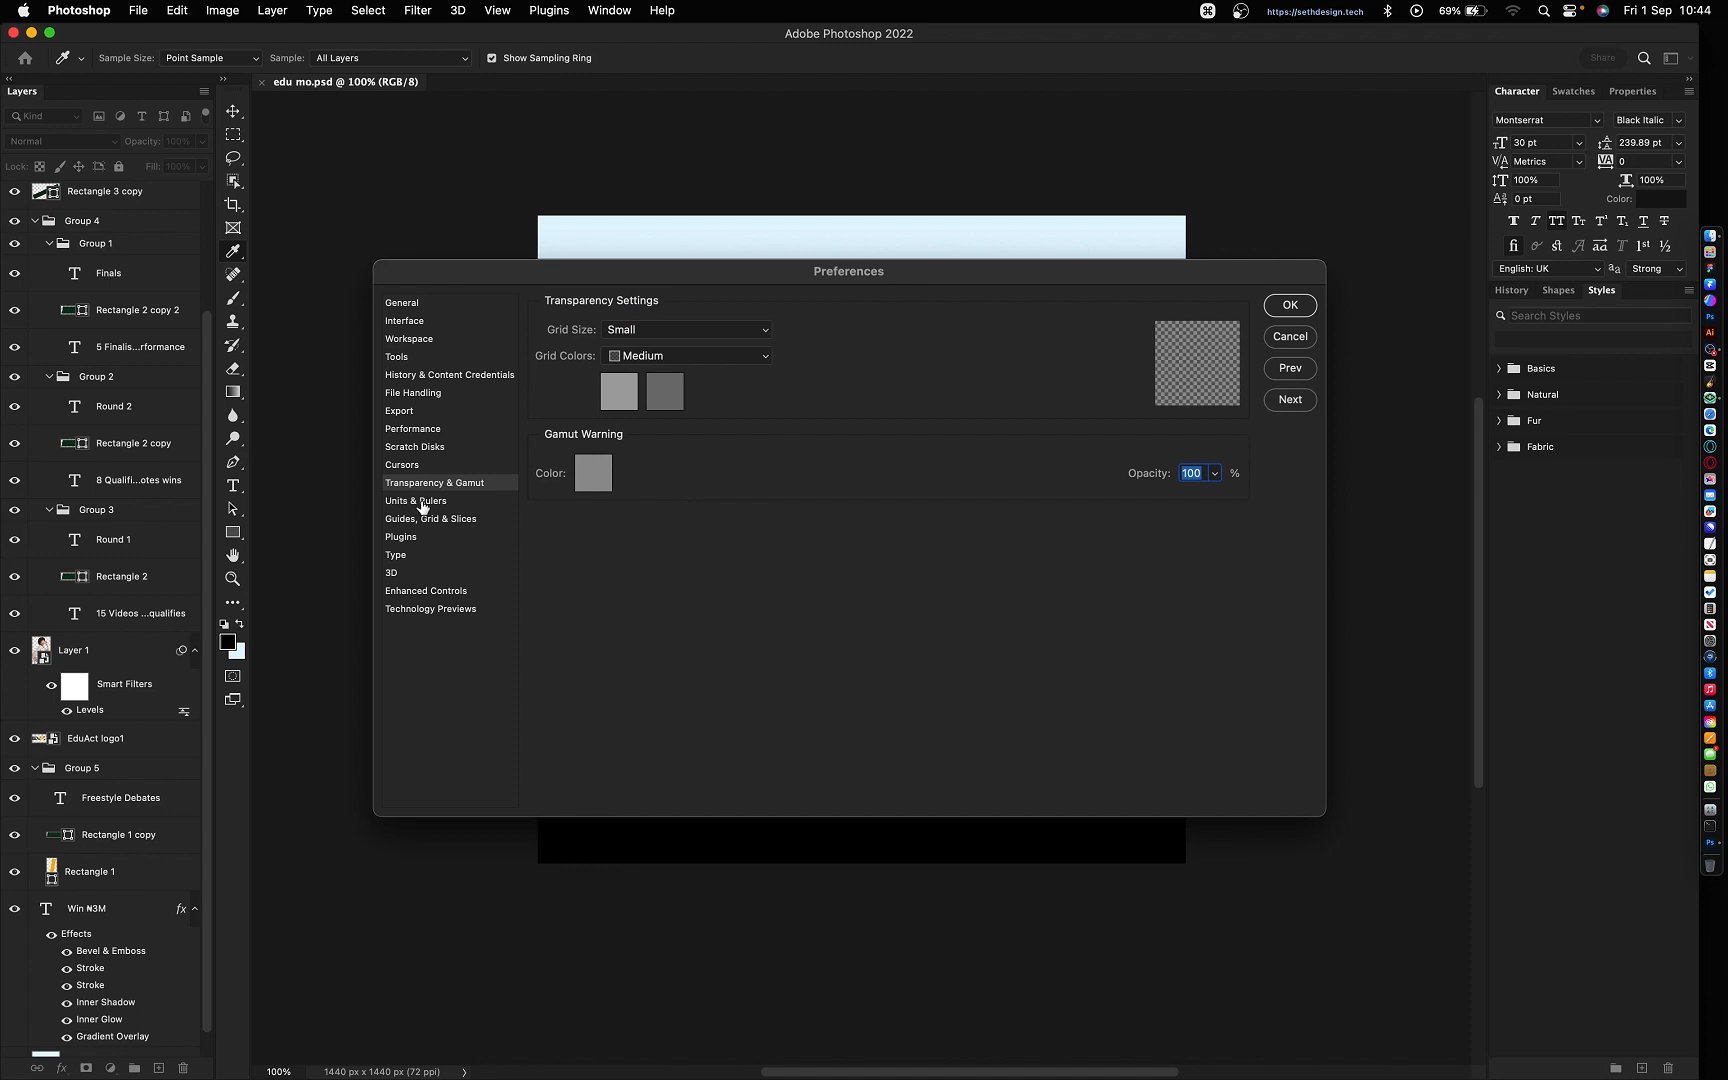 Photoshop File Edit Image Layer Type Select Filter 3D View Plugins Window Help https://sethdesign.tech 69% Fri 1 Sep 10:44
Adobe Photoshop 2022
Sample Size: Point Sample Sample: All Layers Show Sampling Ring Share
Layers
edu mo.psd @ 100% (RGB/8)
Kind
Normal Opacity: 100%
Lock: Fill: 100%
Rectangle 3 copy
Group 4
Group 1
Finals
Rectangle 2 copy 2
5 Finalis...rformance
Group 2
Round 2
Rectangle 2 copy
8 Qualifi...otes wins
Group 3
Round 1
Rectangle 2
15 Videos ...qualifies
Layer 1
Smart Filters
Levels
EduAct logo1
Group 5
Freestyle Debates
Rectangle 1 copy
Rectangle 1
Win ₦3M fx
Effects
Bevel & Emboss
Stroke
Stroke
Inner Shadow
Inner Glow
Gradient Overlay
fx
100% 1440 px x 1440 px (72 ppi)
Preferences
General
Interface
Workspace
Tools
History & Content Credentials
File Handling
Export
Performance
Scratch Disks
Cursors
Transparency & Gamut
Units & Rulers
Guides, Grid & Slices
Plugins
Type
3D
Enhanced Controls
Technology Previews
Transparency Settings
Grid Size: Small
Grid Colors: Medium
Gamut Warning
Color: Opacity: 100 %
OK
Cancel
Prev
Next
Character Swatches Properties
Montserrat Black Italic
30 pt 239.89 pt
Metrics 0
100% 100%
0 pt Color:
English: UK Strong
History Shapes Styles
Search Styles
Basics
Natural
Fur
Fabric